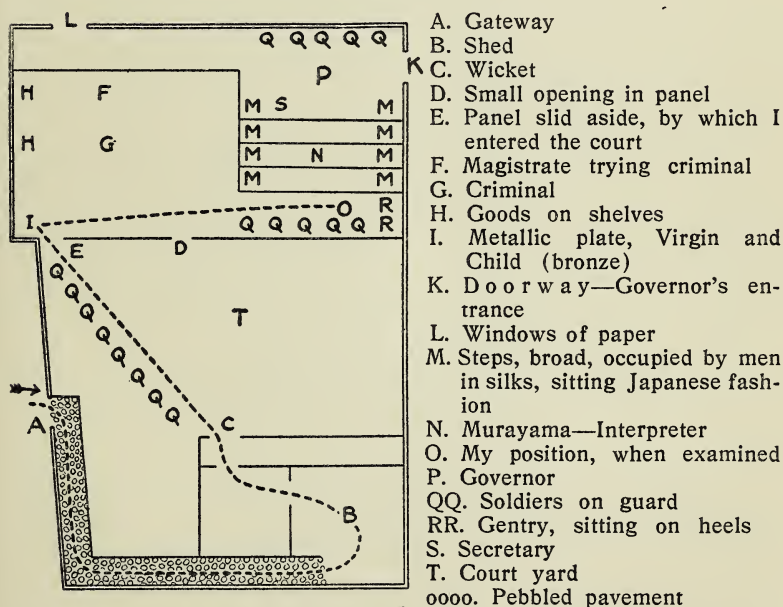 L
Q Q Q Q Q
K
P
H F
M S M
H G
M M
M N M
M M
I
O R
Q Q Q Q Q R
E D
Q Q Q Q Q Q Q Q
T
A
C
B
A. Gateway
B. Shed
C. Wicket
D. Small opening in panel
E. Panel slid aside, by which I
entered the court
F. Magistrate trying criminal
G. Criminal
H. Goods on shelves
I. Metallic plate, Virgin and
Child (bronze)
K. Doorway—Governor's en-
trance
L. Windows of paper
M. Steps, broad, occupied by men
in silks, sitting Japanese fash-
ion
N. Murayama—Interpreter
O. My position, when examined
P. Governor
QQ. Soldiers on guard
RR. Gentry, sitting on heels
S. Secretary
T. Court yard
oooo. Pebbled pavement